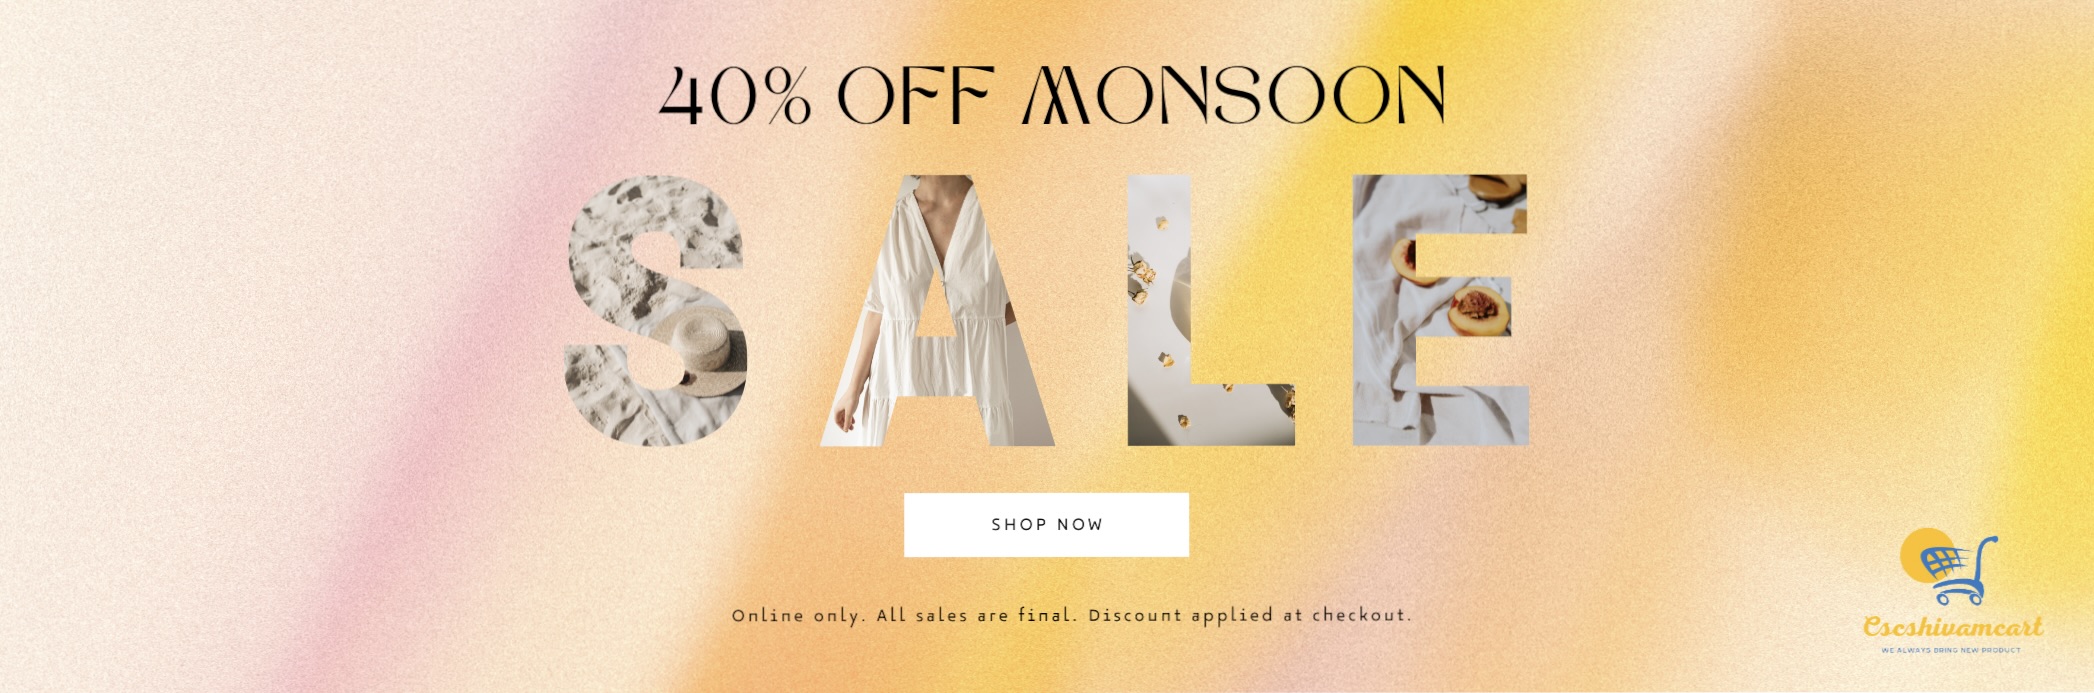 40% OFF MONSOON
SALE
SHOP NOW
Online only. All sales are final. Discount applied at checkout.
Cscshivamcart
WE ALWAYS BRING NEW PRODUCT